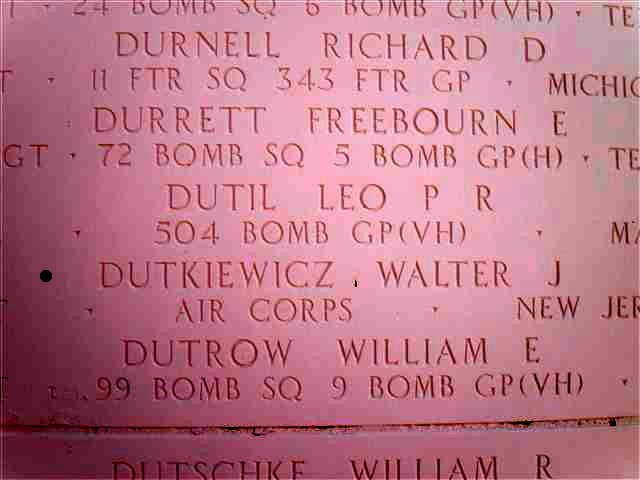 · 24 BOMB SQ 6 BOMB GP(VH) · TE
DURNELL RICHARD D
T · 11 FTR SQ 343 FTR GP · MICHIG
DURRETT FREEBOURN E
GT · 72 BOMB SQ 5 BOMB GP(H) · TE
DUTIL LEO P R
· 504 BOMB GP(VH) · MA
DUTKIEWICZ WALTER J
· AIR CORPS · NEW JER
DUTROW WILLIAM E
99 BOMB SQ 9 BOMB GP(VH) ·
DUTSCHKE WILLIAM R